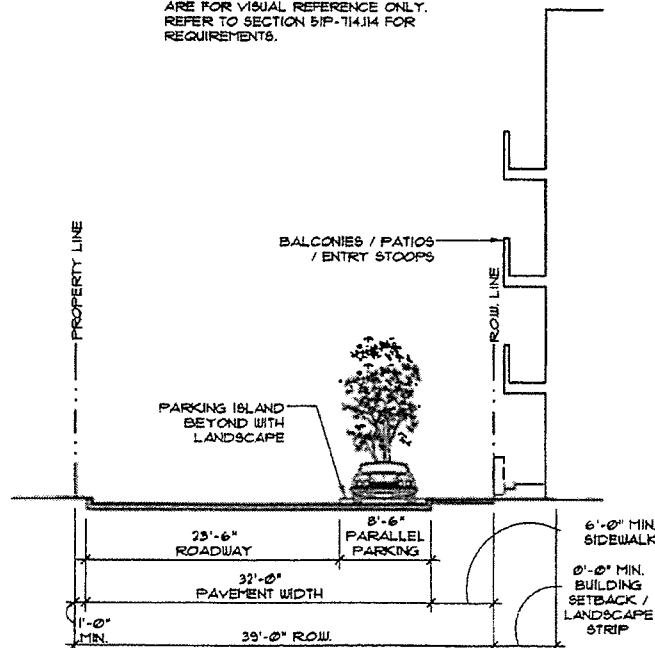 ARE FOR VISUAL REFERENCE ONLY.
REFER TO SECTION 51P-714.114 FOR
REQUIREMENTS.
PROPERTY LINE
BALCONIES / PATIOS
/ ENTRY STOOPS
R.O.W. LINE
PARKING ISLAND
BEYOND WITH
LANDSCAPE
23'-6"
ROADWAY
8'-6"
PARALLEL
PARKING
6'-0" MIN.
SIDEWALK
32'-0"
PAVEMENT WIDTH
0'-0" MIN.
BUILDING
SETBACK /
LANDSCAPE
STRIP
1'-0"
MIN.
39'-0" R.O.W.